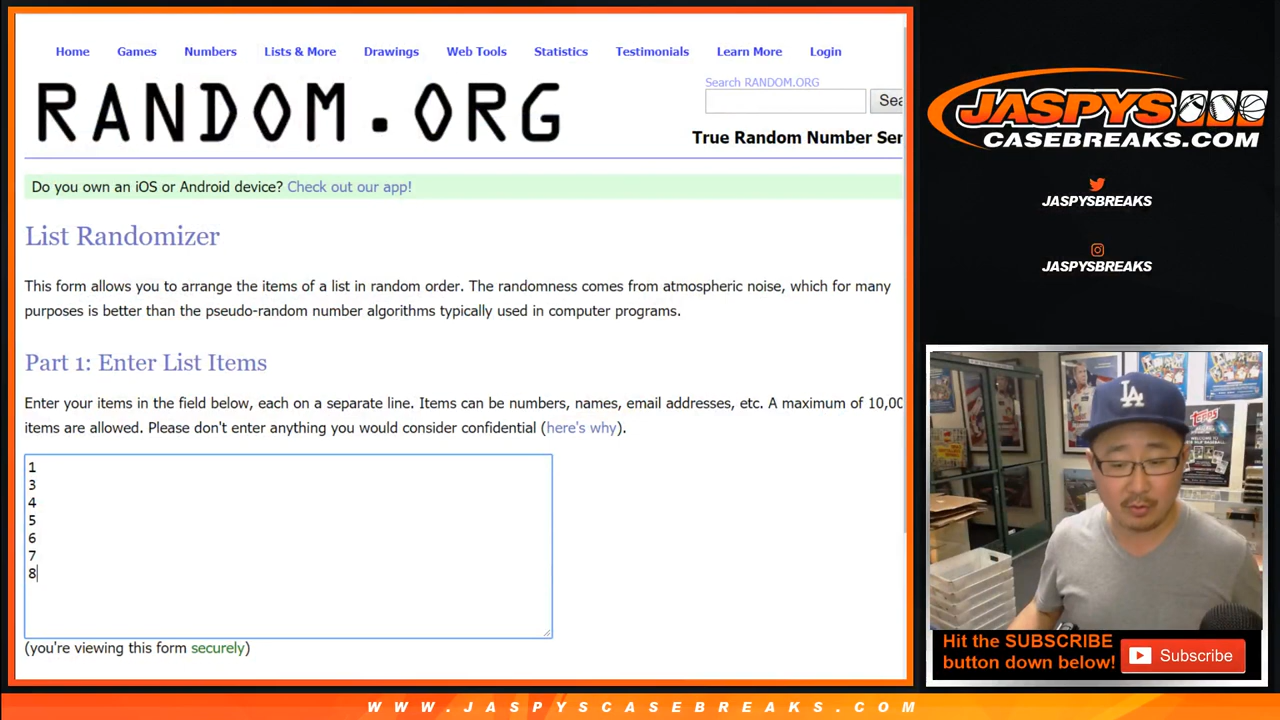 Home Games Numbers Lists & More Drawings Web Tools Statistics Testimonials Learn More Login
RANDOM.ORG
Search RANDOM.ORG
Sea
True Random Number Ser
Do you own an iOS or Android device? Check out our app!
List Randomizer
This form allows you to arrange the items of a list in random order. The randomness comes from atmospheric noise, which for many
purposes is better than the pseudo-random number algorithms typically used in computer programs.
Part 1: Enter List Items
Enter your items in the field below, each on a separate line. Items can be numbers, names, email addresses, etc. A maximum of 10,00
items are allowed. Please don't enter anything you would consider confidential (here's why).
1
3
4
5
6
7
8
(you're viewing this form securely)
JASPYS
CASEBREAKS.COM
JASPYSBREAKS
JASPYSBREAKS
LA
TOPPS
WELCOME
Hit the SUBSCRIBE
button down below!
Subscribe
WWW.JASPYSCASEBREAKS.COM